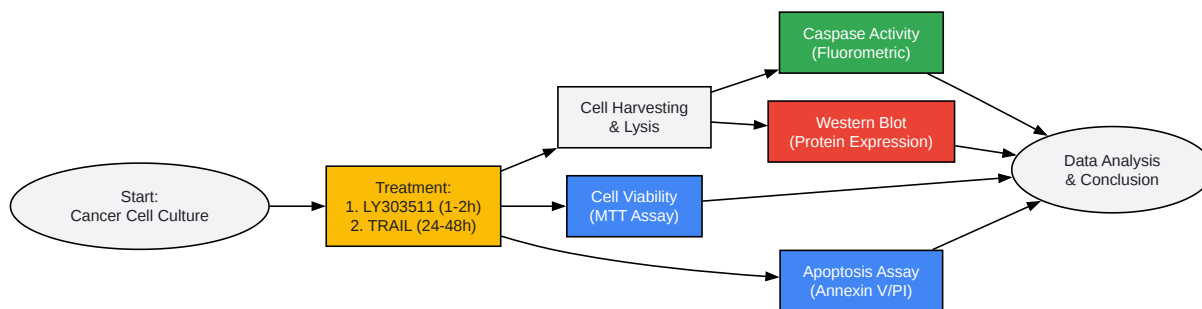 Start:
Cancer Cell Culture
Treatment:
1. LY303511 (1-2h)
2. TRAIL (24-48h)
Cell Harvesting
& Lysis
Cell Viability
(MTT Assay)
Caspase Activity
(Fluorometric)
Western Blot
(Protein Expression)
Apoptosis Assay
(Annexin V/PI)
Data Analysis
& Conclusion